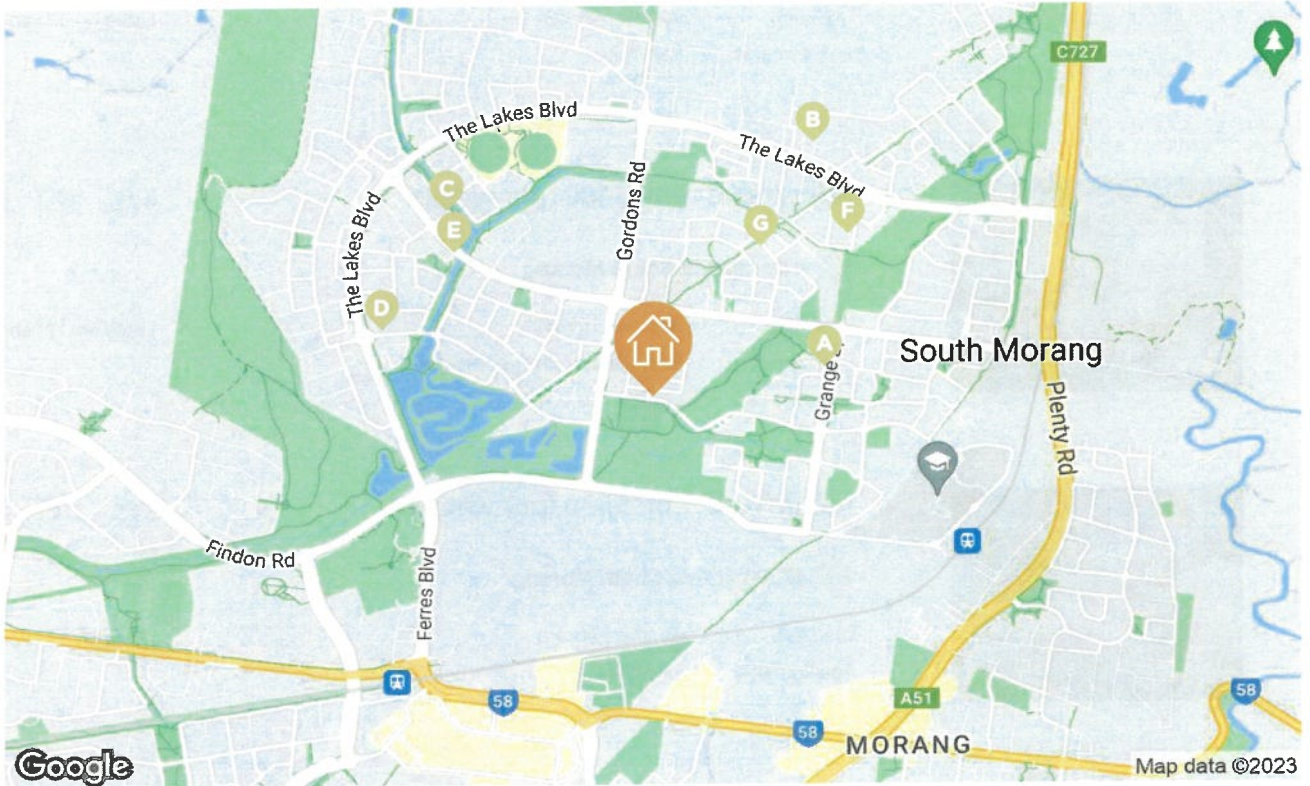 C727
The Lakes Blvd
B
The Lakes Blvd
C
Gordons Rd
F
G
E
The Lakes Blvd
D
A
South Morang
Grange
Plenty Rd
Findon Rd
Ferres Blvd
58
A51
58
58
MORANG
Google
Map data ©2023